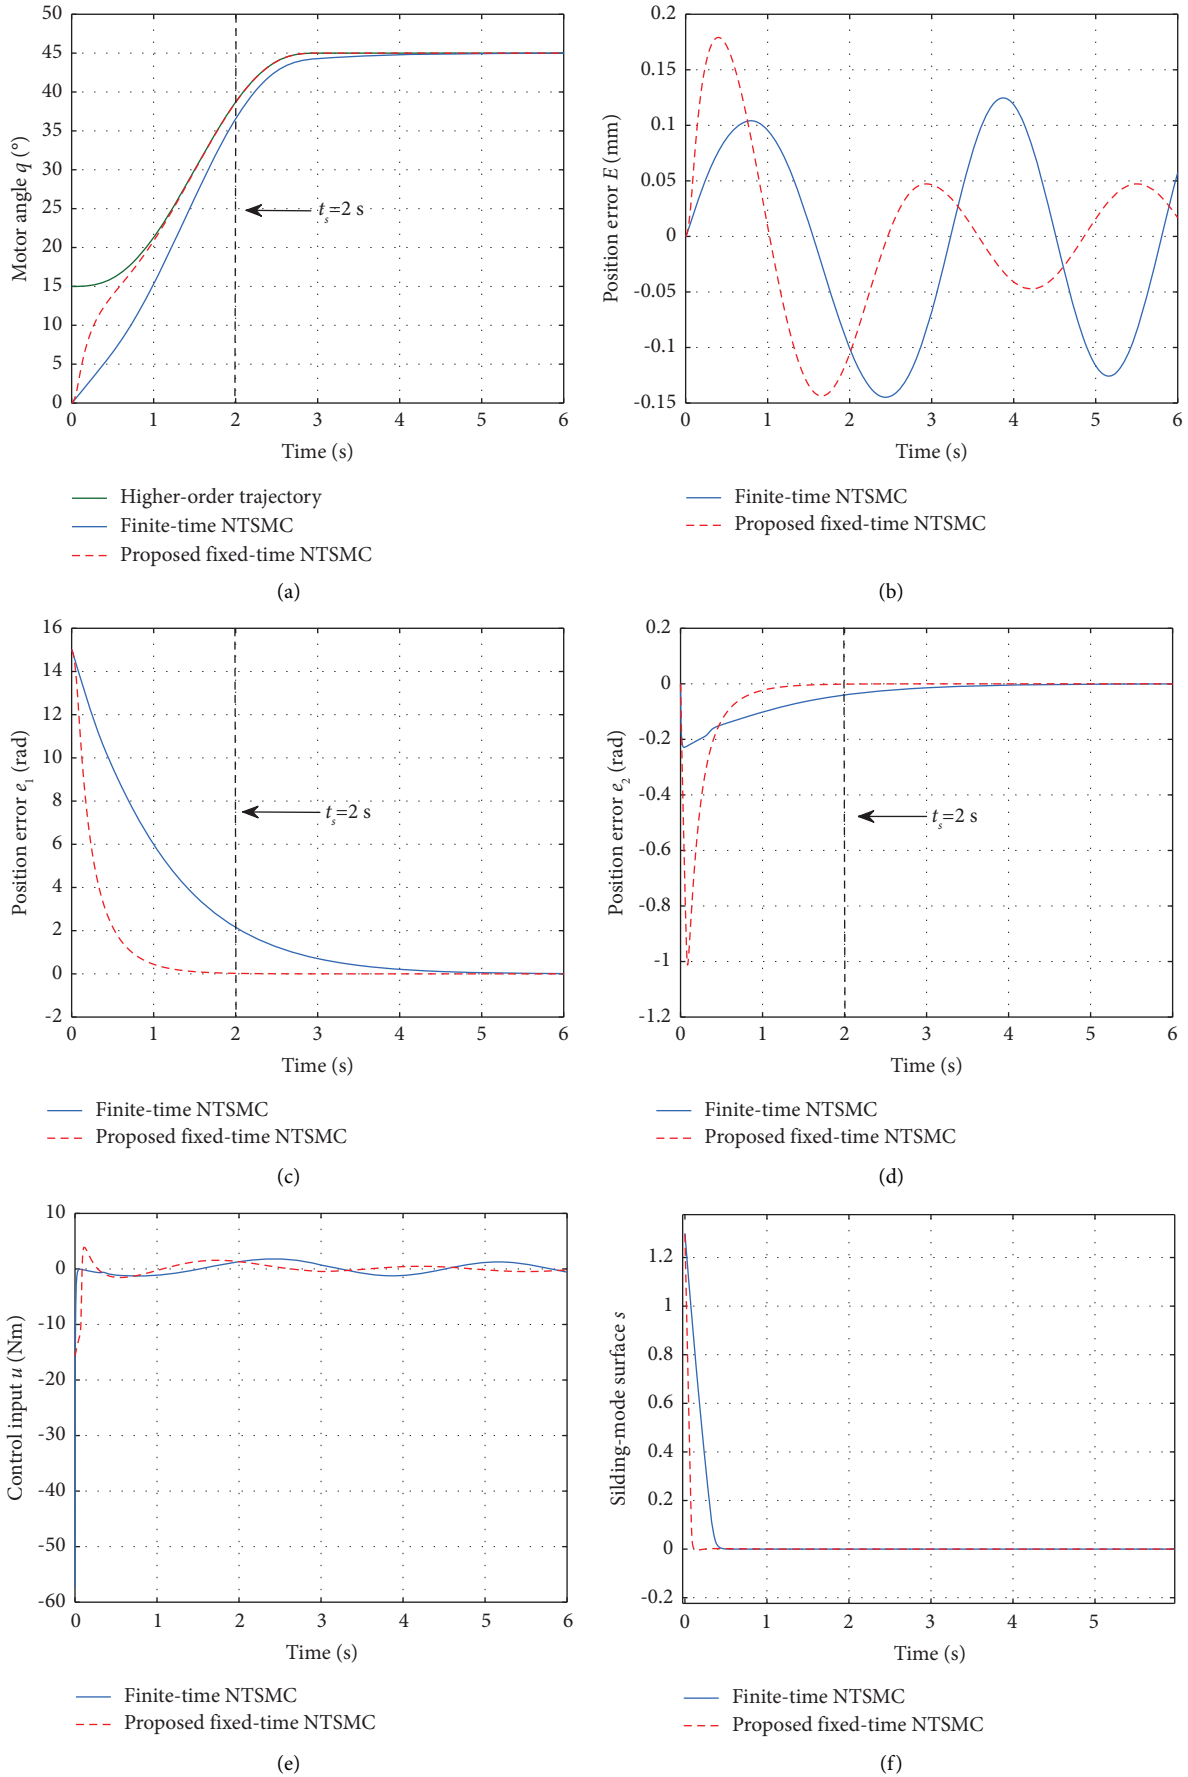 50
45
40
35
30
25
20
15
10
5
0
Motor angle q (°)
t_s=2 s
0 1 2 3 4 5 6
Time (s)
Higher-order trajectory
Finite-time NTSMC
Proposed fixed-time NTSMC
(a)
0.2
0.15
0.1
0.05
0
-0.05
-0.1
-0.15
Position error E (mm)
0 1 2 3 4 5 6
Time (s)
Finite-time NTSMC
Proposed fixed-time NTSMC
(b)
16
14
12
10
8
6
4
2
0
-2
Position error e_1 (rad)
t_s=2 s
0 1 2 3 4 5 6
Time (s)
Finite-time NTSMC
Proposed fixed-time NTSMC
(c)
0.2
0
-0.2
-0.4
-0.6
-0.8
-1
-1.2
Position error e_2 (rad)
t_s=2 s
0 1 2 3 4 5 6
Time (s)
Finite-time NTSMC
Proposed fixed-time NTSMC
(d)
10
0
-10
-20
-30
-40
-50
-60
Control input u (Nm)
0 1 2 3 4 5 6
Time (s)
Finite-time NTSMC
Proposed fixed-time NTSMC
(e)
1.2
1
0.8
0.6
0.4
0.2
0
-0.2
Silding-mode surface s
0 1 2 3 4 5
Time (s)
Finite-time NTSMC
Proposed fixed-time NTSMC
(f)